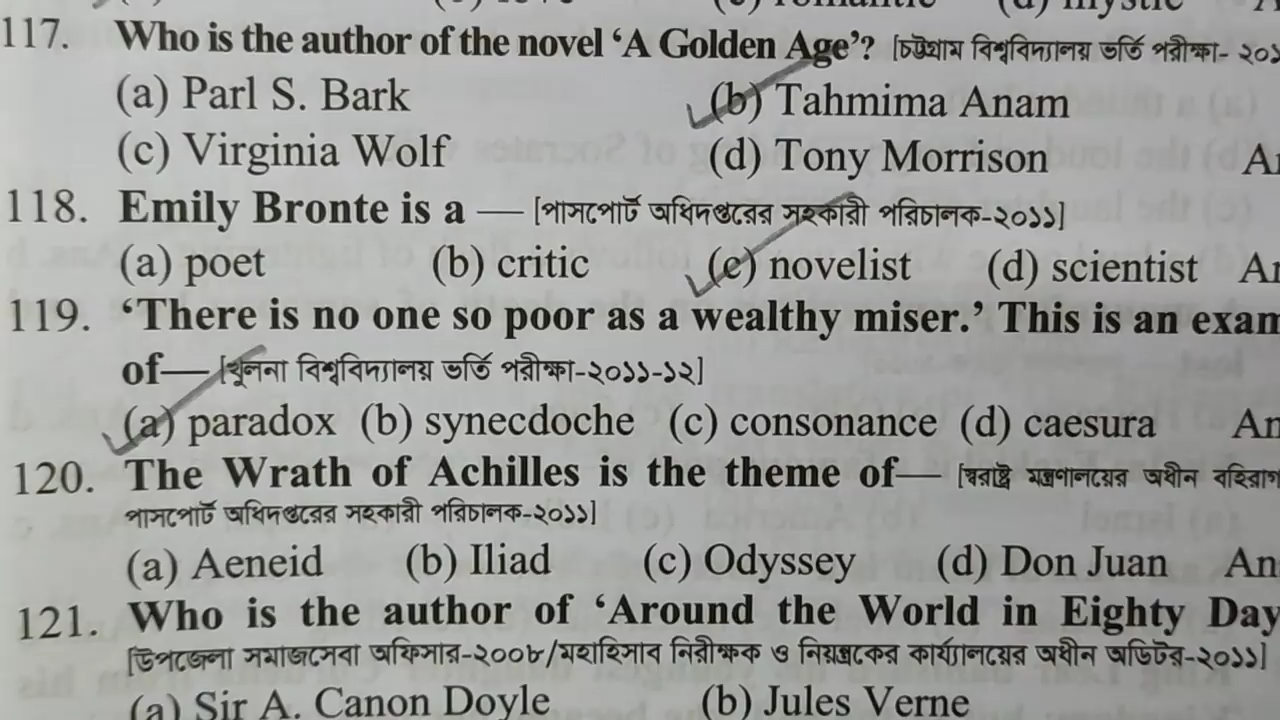 117. Who is the author of the novel ‘A Golden Age’? [চট্টগ্রাম বিশ্ববিদ্যালয় ভর্তি পরীক্ষা- ২০১
(a) Parl S. Bark (b) Tahmima Anam
(c) Virginia Wolf (d) Tony Morrison
118. Emily Bronte is a — [পাসপোর্ট অধিদপ্তরের সহকারী পরিচালক-২০১১]
(a) poet (b) critic (c) novelist (d) scientist
119. ‘There is no one so poor as a wealthy miser.’ This is an exam
of— [খুলনা বিশ্ববিদ্যালয় ভর্তি পরীক্ষা-২০১১-১২]
(a) paradox (b) synecdoche (c) consonance (d) caesura An
120. The Wrath of Achilles is the theme of— [স্বরাষ্ট্র মন্ত্রণালয়ের অধীন বহিরাগ
পাসপোর্ট অধিদপ্তরের সহকারী পরিচালক-২০১১]
(a) Aeneid (b) Iliad (c) Odyssey (d) Don Juan An
121. Who is the author of ‘Around the World in Eighty Day
[উপজেলা সমাজসেবা অফিসার-২০০৮/মহাহিসাব নিরীক্ষক ও নিয়ন্ত্রকের কার্য্যালয়ের অধীন অডিটর-২০১১]
(a) Sir A. Canon Doyle (b) Jules Verne